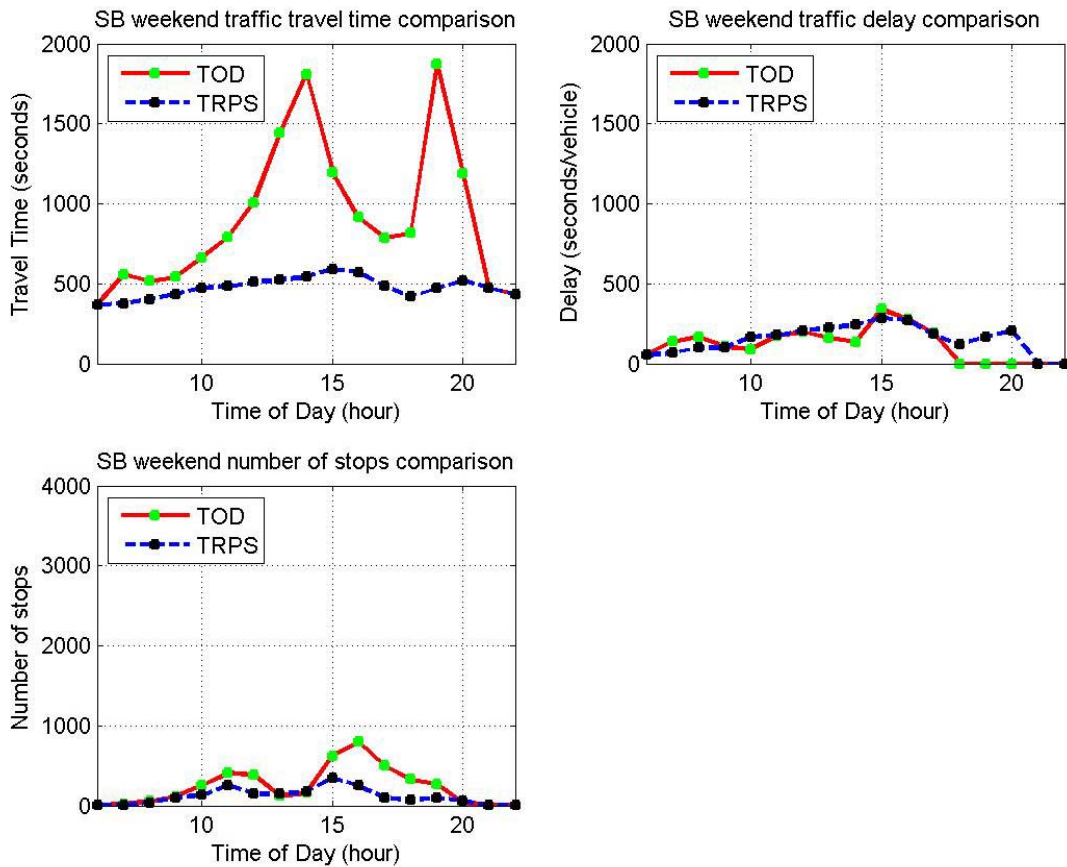 SB weekend traffic travel time comparison
2000
1500
1000
500
0
Travel Time (seconds)
TOD
TRPS
10
15
20
Time of Day (hour)
SB weekend traffic delay comparison
2000
1500
1000
500
0
Delay (seconds/vehicle)
TOD
TRPS
10
15
20
Time of Day (hour)
SB weekend number of stops comparison
4000
3000
2000
1000
0
Number of stops
TOD
TRPS
10
15
20
Time of Day (hour)